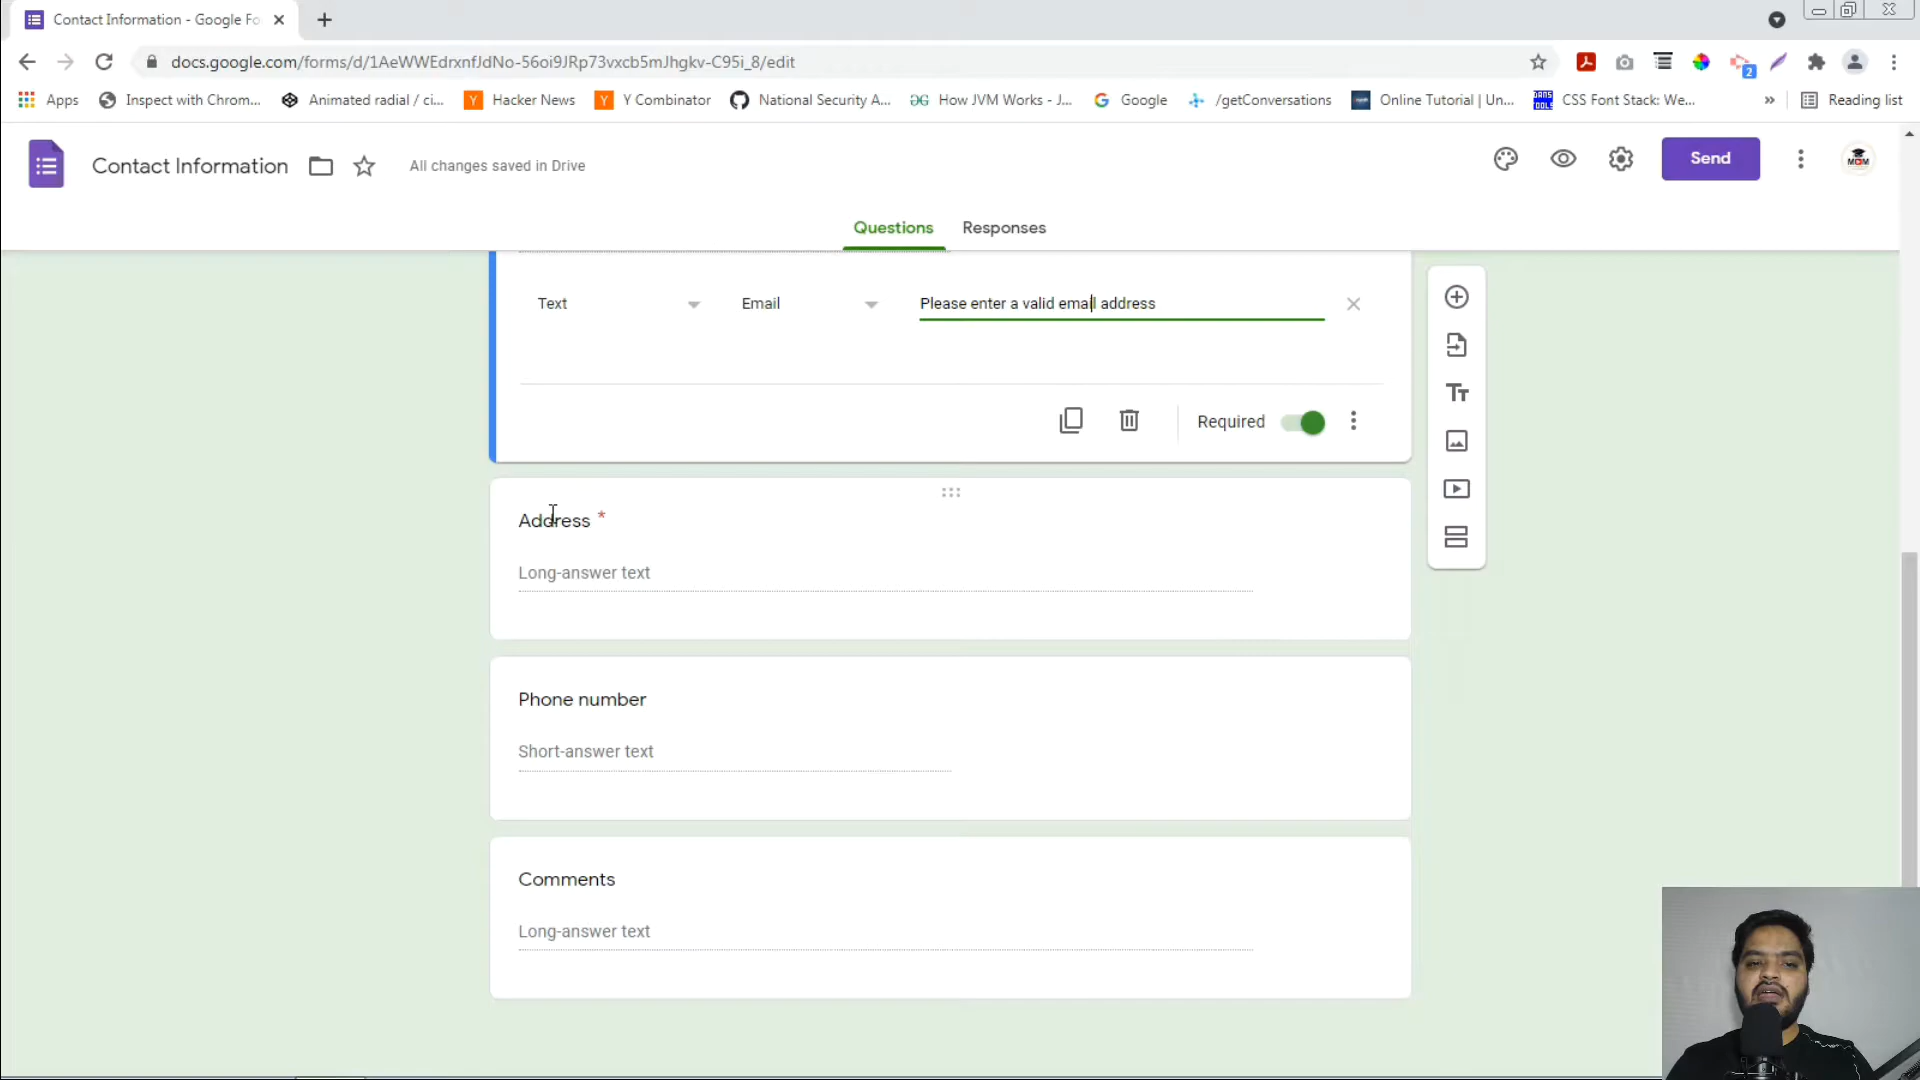 Contact Information - Google Fo
docs.google.com/forms/d/1AeWWEdrxnfJdNo-56oi9JRp73vxcb5mJhgkv-C95i_8/edit
2
Apps
Inspect with Chrom...
Animated radial / ci...
Hacker News
Y Combinator
National Security A...
How JVM Works - J...
Google
/getConversations
Online Tutorial | Un...
CSS Font Stack: We...
Reading list
Contact Information
All changes saved in Drive
Send
Questions
Responses
Text
Email
Please enter a valid email address
Required
Address *
Long-answer text
Phone number
Short-answer text
Comments
Long-answer text